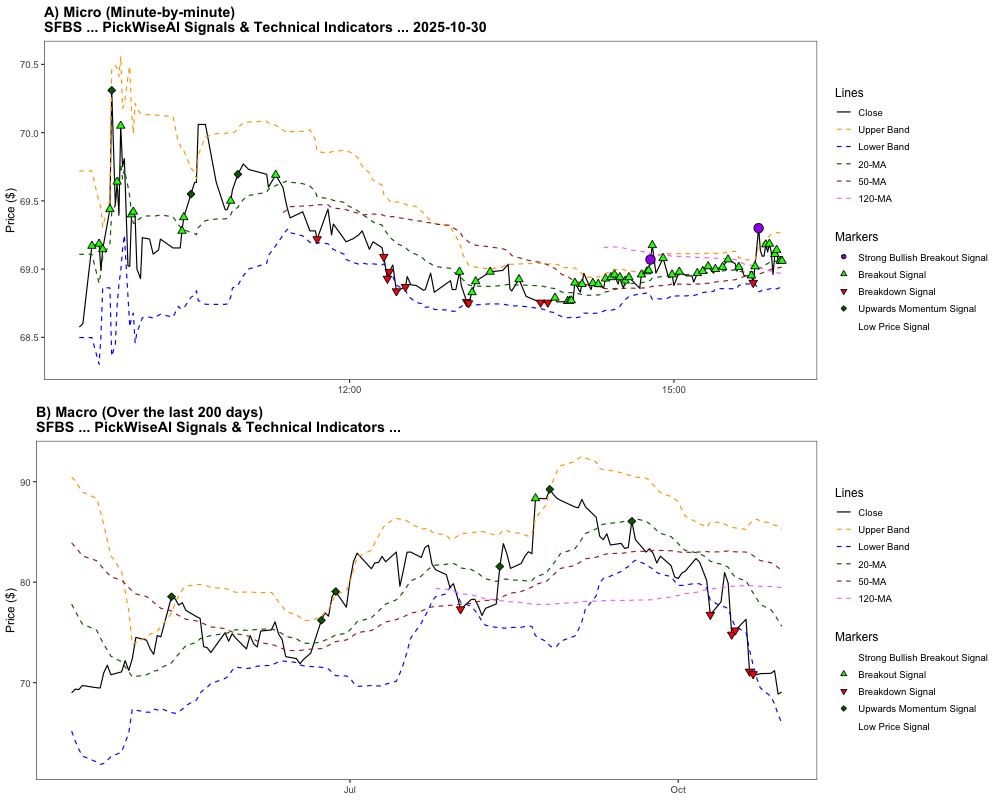 A) Micro (Minute-by-minute)
SFBS ... PickWiseAI Signals & Technical Indicators ... 2025-10-30
Price ($)
70.5
70.0
69.5
69.0
68.5
12:00
15:00
Lines
Close
Upper Band
Lower Band
20-MA
50-MA
120-MA
Markers
Strong Bullish Breakout Signal
Breakout Signal
Breakdown Signal
Upwards Momentum Signal
Low Price Signal
B) Macro (Over the last 200 days)
SFBS ... PickWiseAI Signals & Technical Indicators ...
Price ($)
90
80
70
Jul
Oct
Lines
Close
Upper Band
Lower Band
20-MA
50-MA
120-MA
Markers
Strong Bullish Breakout Signal
Breakout Signal
Breakdown Signal
Upwards Momentum Signal
Low Price Signal